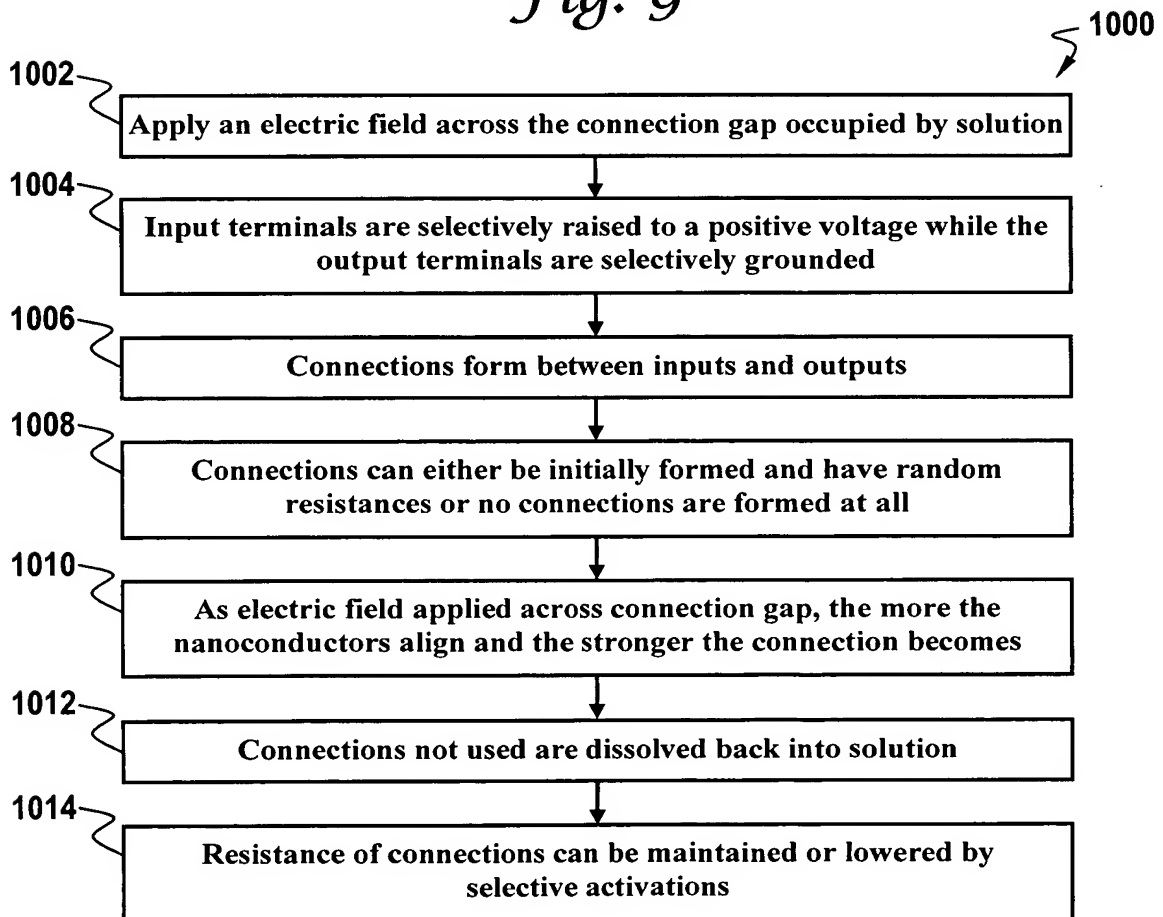 Fig. 9
1000
1002
Apply an electric field across the connection gap occupied by solution
1004
Input terminals are selectively raised to a positive voltage while the
output terminals are selectively grounded
1006
Connections form between inputs and outputs
1008
Connections can either be initially formed and have random
resistances or no connections are formed at all
1010
As electric field applied across connection gap, the more the
nanoconductors align and the stronger the connection becomes
1012
Connections not used are dissolved back into solution
1014
Resistance of connections can be maintained or lowered by
selective activations